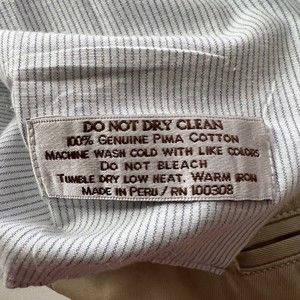 DO NOT DRY CLEAN
100% GENUINE PIMA COTTON
MACHINE WASH COLD WITH LIKE COLORS
DO NOT BLEACH
TUMBLE DRY LOW HEAT, WARM IRON
MADE IN PERU / RN 100308